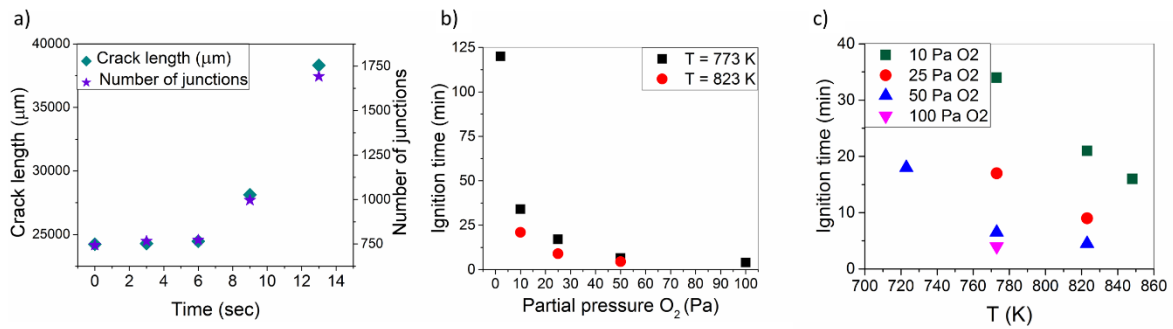 a)
40000
35000
30000
25000
Crack length (μm)
Crack length (μm)
Number of junctions
1750
1500
1250
1000
750
Number of junctions
0 2 4 6 8 10 12 14
Time (sec)
b)
125
100
75
50
25
0
Ignition time (min)
T = 773 K
T = 823 K
0 10 20 30 40 50 60 70 80 90 100
Partial pressure O₂ (Pa)
c)
40
30
20
10
0
Ignition time (min)
10 Pa O2
25 Pa O2
50 Pa O2
100 Pa O2
700 720 740 760 780 800 820 840 860
T (K)